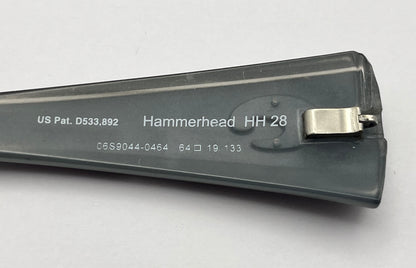 US Pat. D533,892 Hammerhead HH 28
06S9044-0464 64□19 133